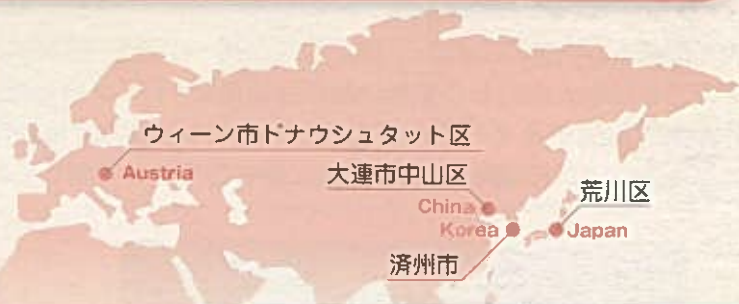 ウィーン市ドナウシュタット区
Austria
大連市中山区
荒川区
China
Korea
Japan
済州市